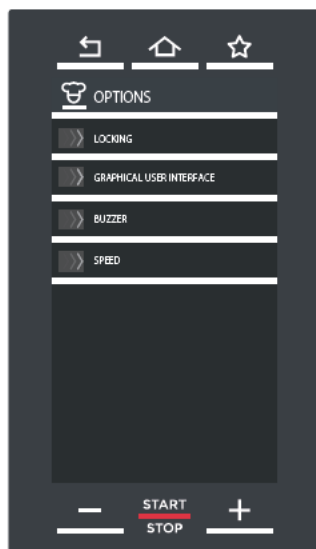 OPTIONS
LOCKING
GRAPHICAL USER INTERFACE
BUZZER
SPEED
START
STOP